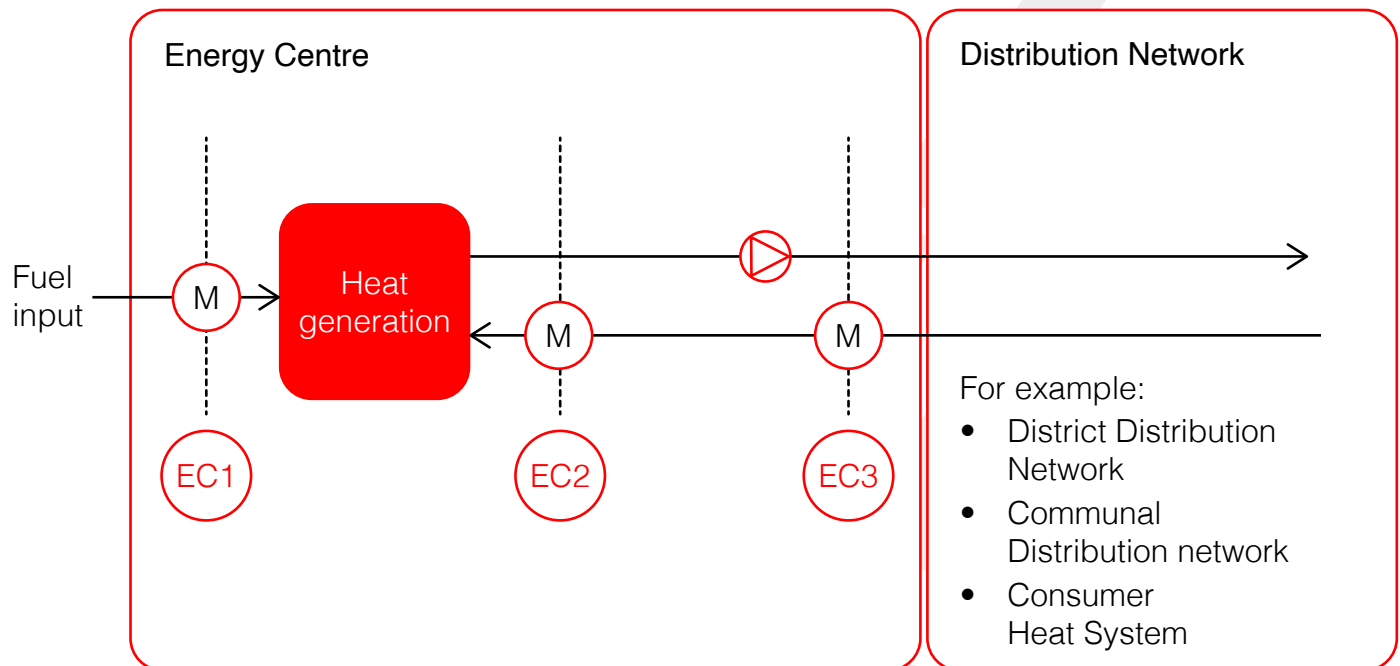 Energy Centre
Distribution Network
Fuel
input
M
Heat
generation
M
M
EC1
EC2
EC3
For example:
• District Distribution
Network
• Communal
Distribution network
• Consumer
Heat System